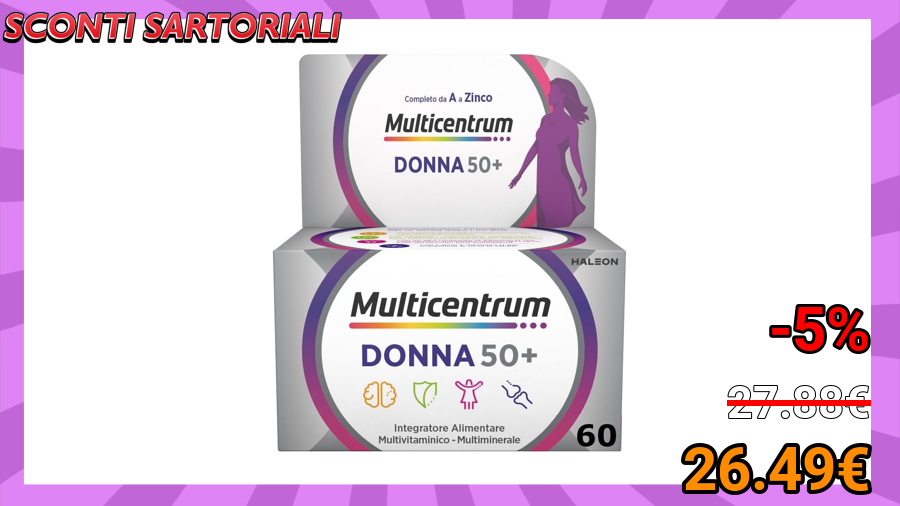 SCONTI SARTORIALI
Completo da A a Zinco
Multicentrum
DONNA 50+
HALEON
Multicentrum
DONNA 50+
Integratore Alimentare
Multivitaminico - Multiminerale
60
-5%
27.88€
26.49€